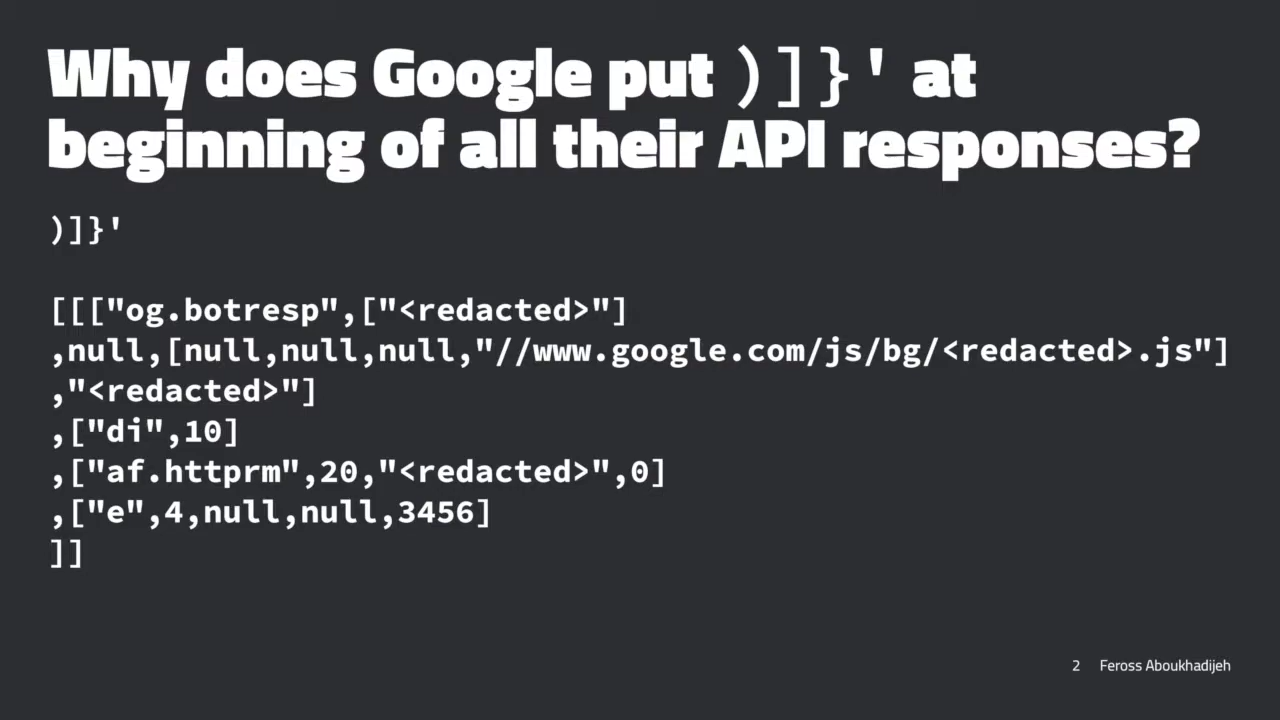 Why does Google put )]}' at
beginning of all their API responses?
)]}'
[[["og.botresp",["<redacted>"]
,null,[null,null,null,"//www.google.com/js/bg/<redacted>.js"]
,"<redacted>"]
,["di",10]
,["af.httprm",20,"<redacted>",0]
,["e",4,null,null,3456]
]]
2 Feross Aboukhadijeh